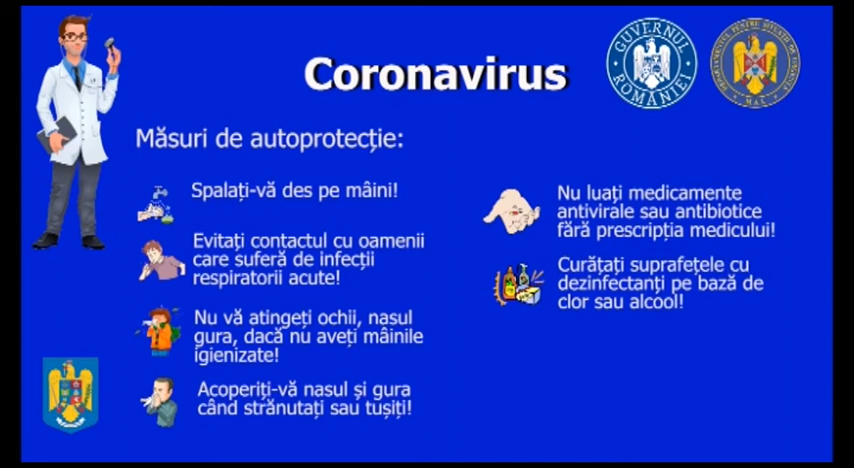 Coronavirus
GUVERNUL
ROMÂNIEI
Măsuri de autoprotecție:
Spalați-vă des pe mâini!
Evitați contactul cu oamenii
care suferă de infecții
respiratorii acute!
Nu vă atingeți ochii, nasul
gura, dacă nu aveți mâinile
igienizate!
Acoperiți-vă nasul și gura
când strănutați sau tușiți!
Nu luați medicamente
antivirale sau antibiotice
fără prescripția medicului!
Curățați suprafețele cu
dezinfectanți pe bază de
clor sau alcool!